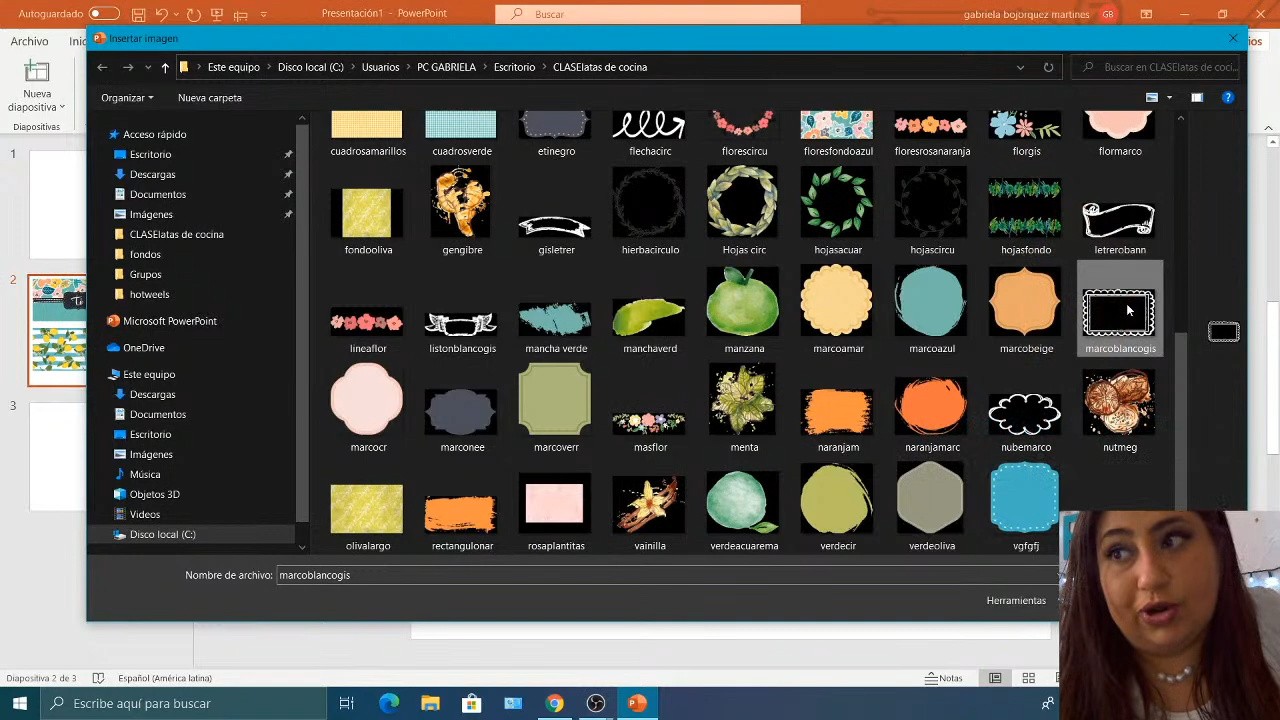 Autoguardado
Presentación1 - PowerPoint
Buscar
gabriela bojorquez martines
GB
Insertar imagen
Archivo
Este equipo > Disco local (C:) > Usuarios > PC GABRIELA > Escritorio > CLASElatas de cocina
Buscar en CLASElatas de coci...
Nueva
diapositiva
Diapositivas
Organizar
Nueva carpeta
Acceso rápido
Escritorio
Descargas
Documentos
Imágenes
CLASElatas de cocina
fondos
Grupos
hotweels
Microsoft PowerPoint
OneDrive
Este equipo
Descargas
Documentos
Escritorio
Imágenes
Música
Objetos 3D
Videos
Disco local (C:)
cuadrosamarillos
cuadrosverde
etinegro
flechacirc
florescircu
floresfondoazul
floresrosanaranja
florgis
flormarco
fondooliva
gengibre
gisletrer
hierbacirculo
Hojas circ
hojasacuar
hojascircu
hojasfondo
letrerobann
lineaflor
listonblancogis
mancha verde
manchaverd
manzana
marcoamar
marcoazul
marcobeige
marcoblancogis
marcocr
marconee
marcoverr
masflor
menta
naranjam
naranjamarc
nubemarco
nutmeg
olivalargo
rectangulonar
rosaplantitas
vainilla
verdeacuarema
verdecir
verdeoliva
vgfgfj
Nombre de archivo:
marcoblancogis
Herramientas
1
2
3
Diapositiva 2 de 3
Español (América latina)
Notas
Escribe aquí para buscar